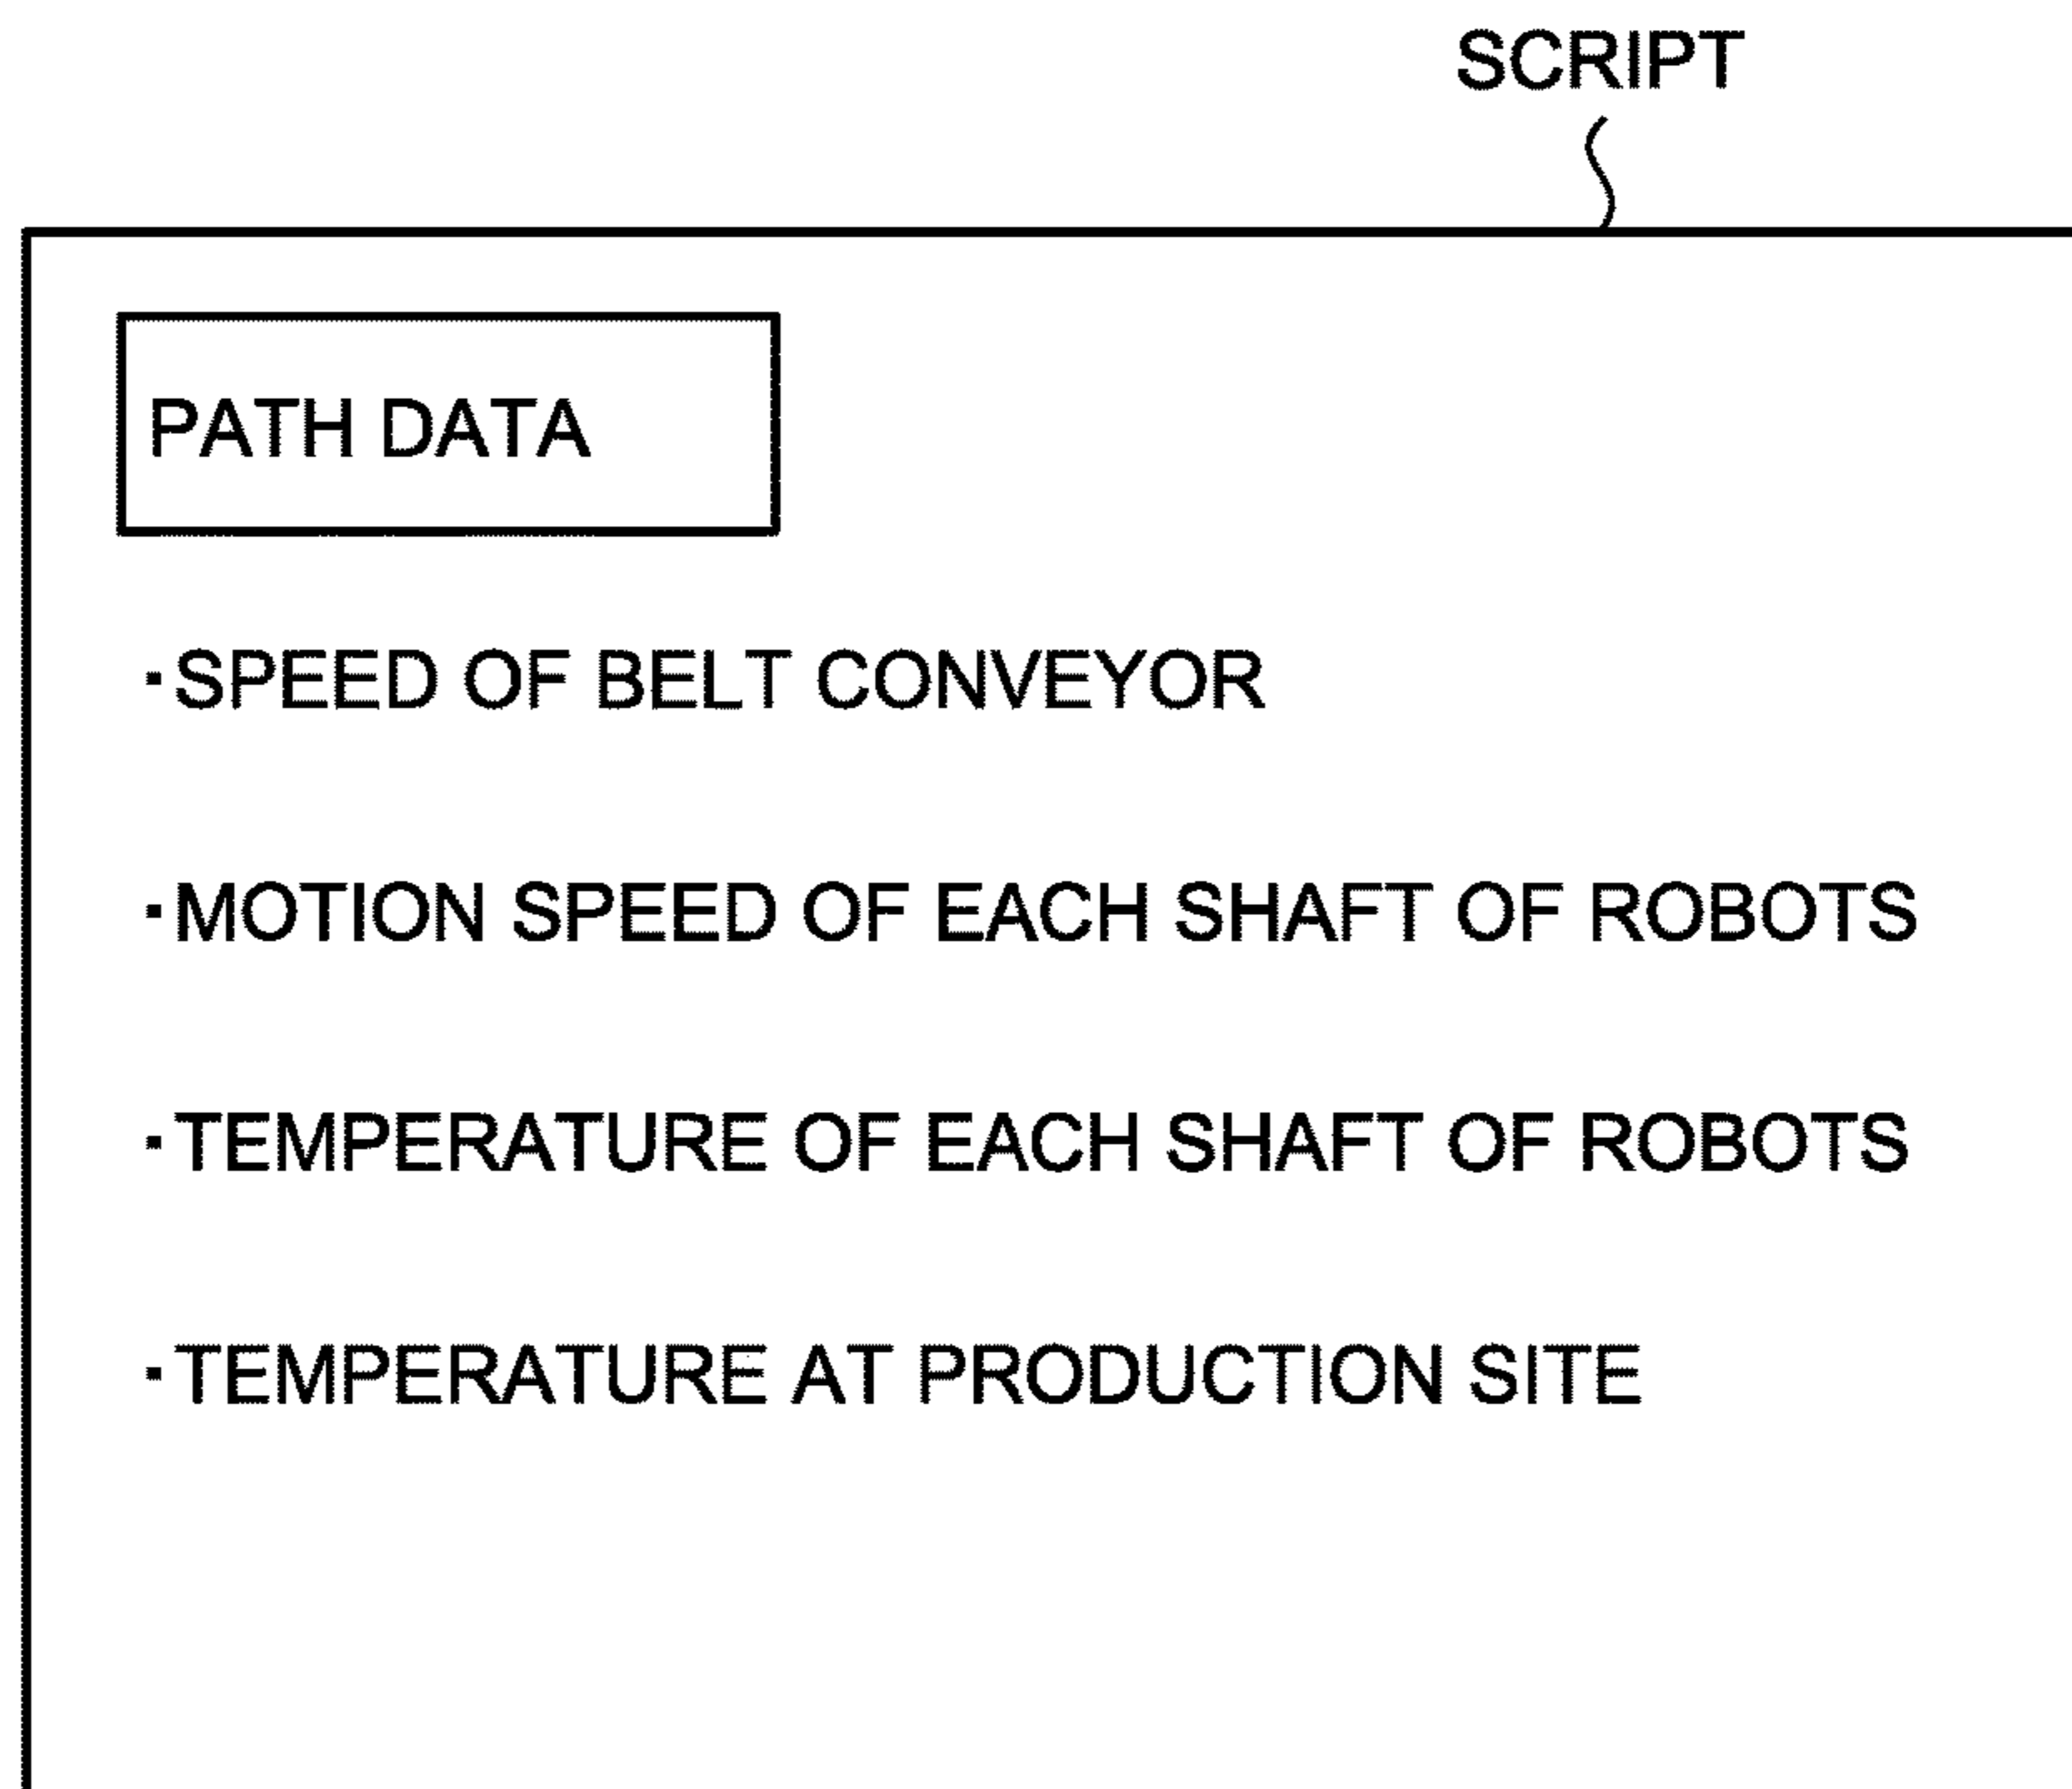 SCRIPT
PATH DATA
·SPEED OF BELT CONVEYOR
·MOTION SPEED OF EACH SHAFT OF ROBOTS
·TEMPERATURE OF EACH SHAFT OF ROBOTS
·TEMPERATURE AT PRODUCTION SITE